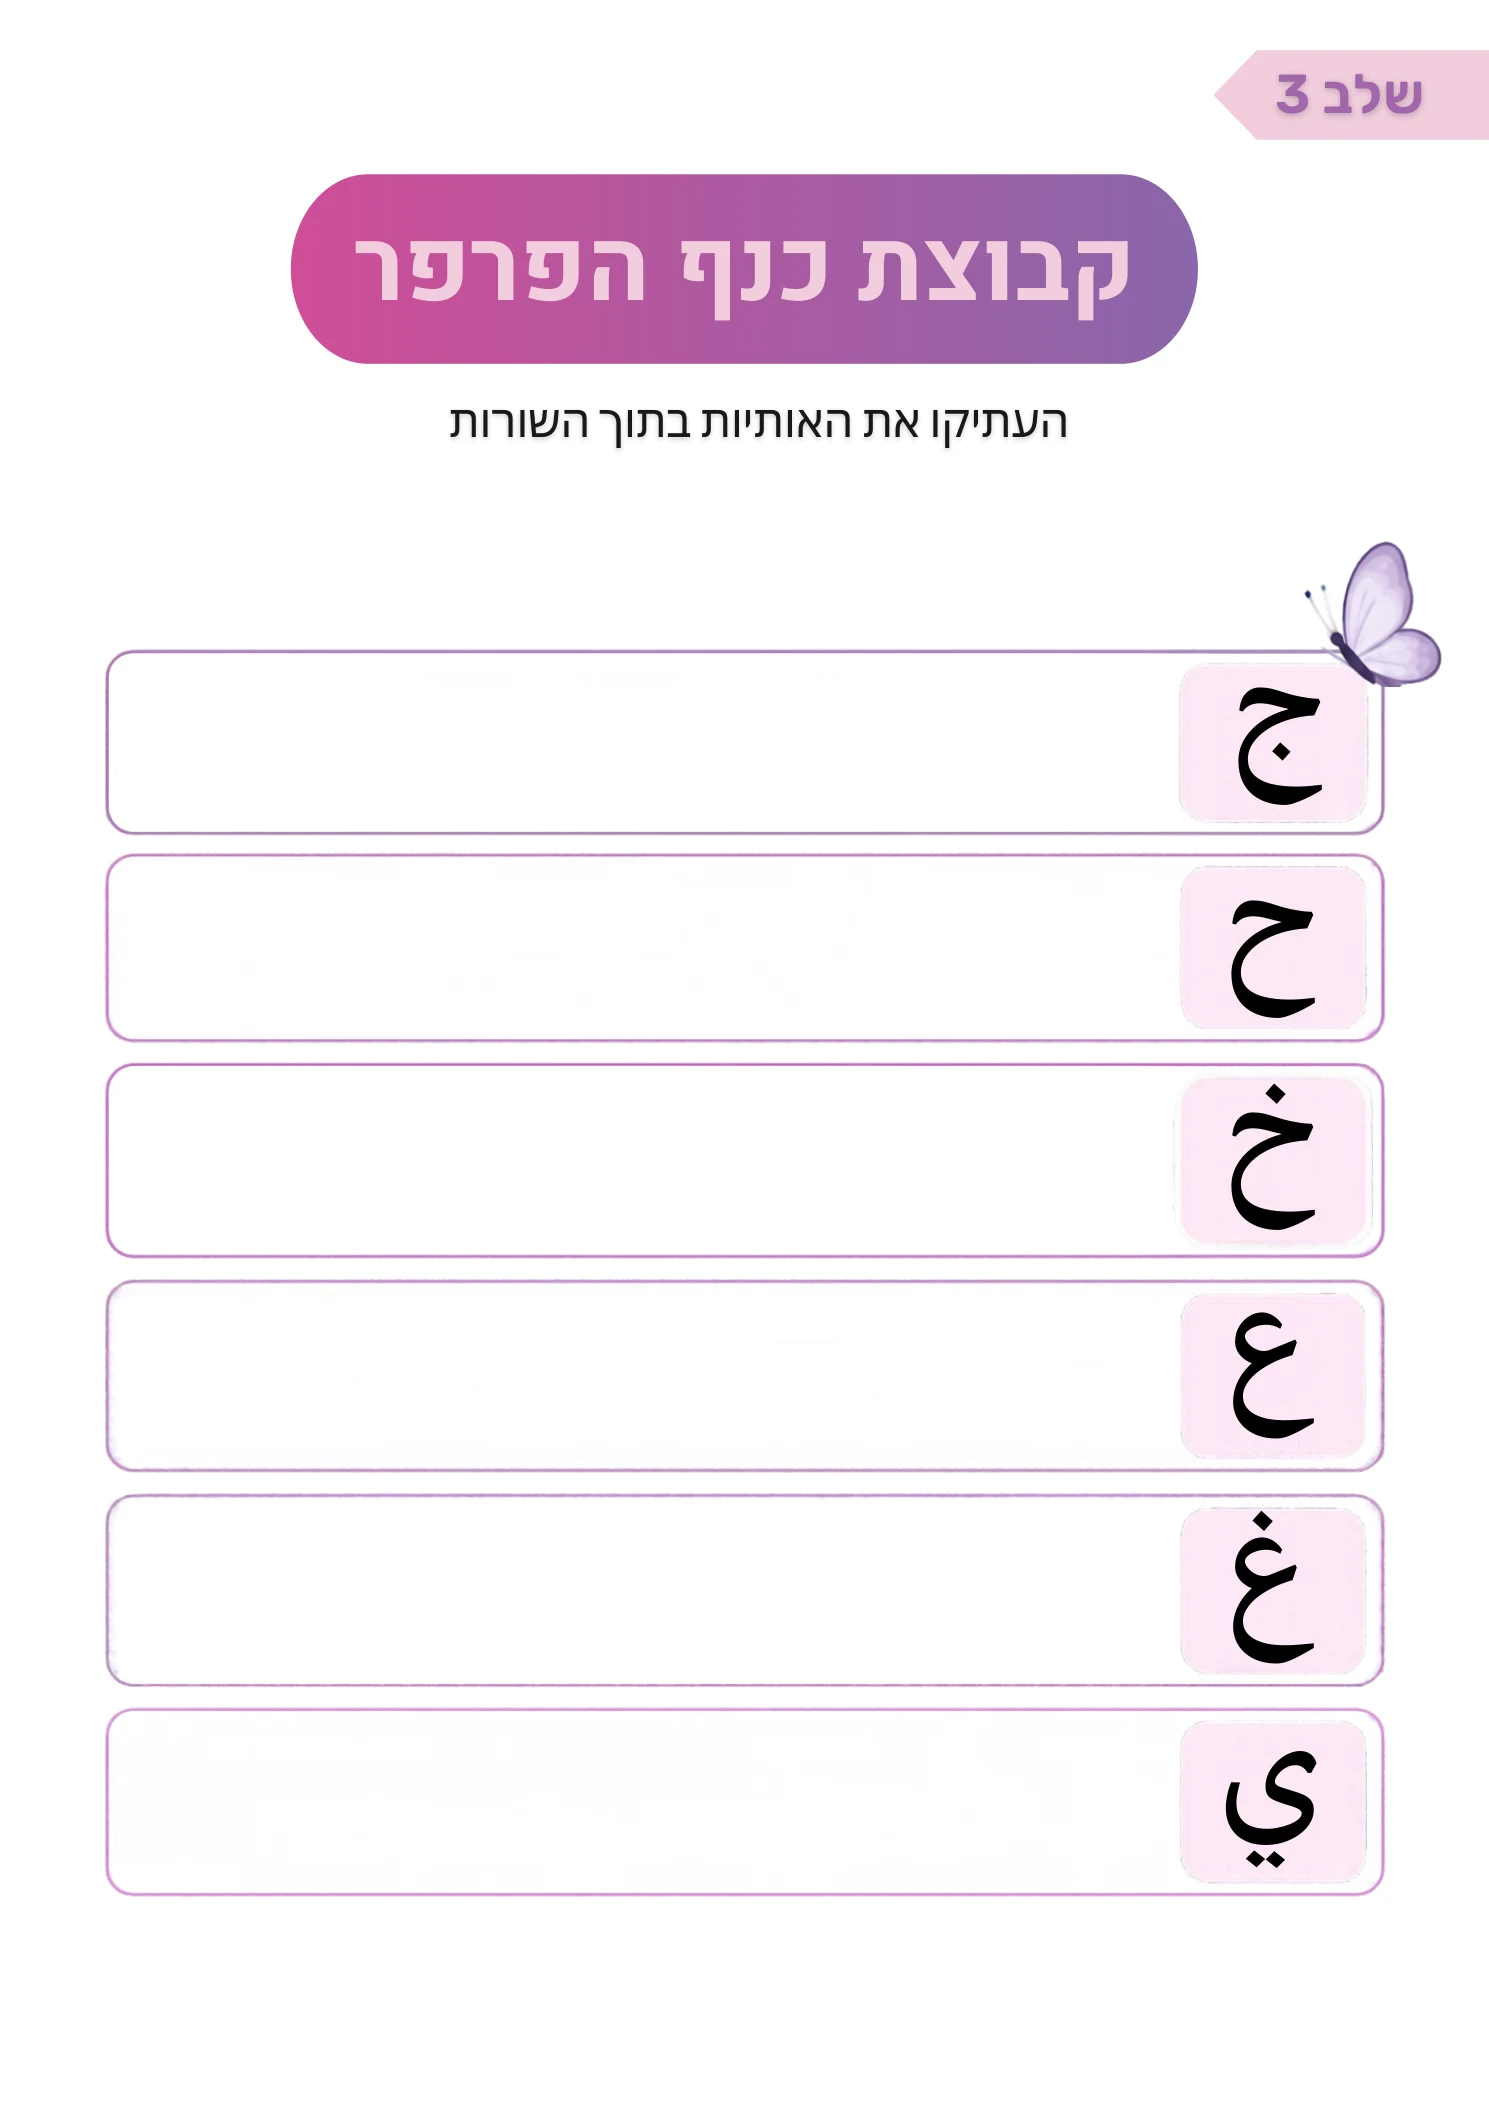 שלב 3
קבוצת כנף הפרפר
העתיקו את האותיות בתוך השורות
ج
ح
خ
ع
غ
ي